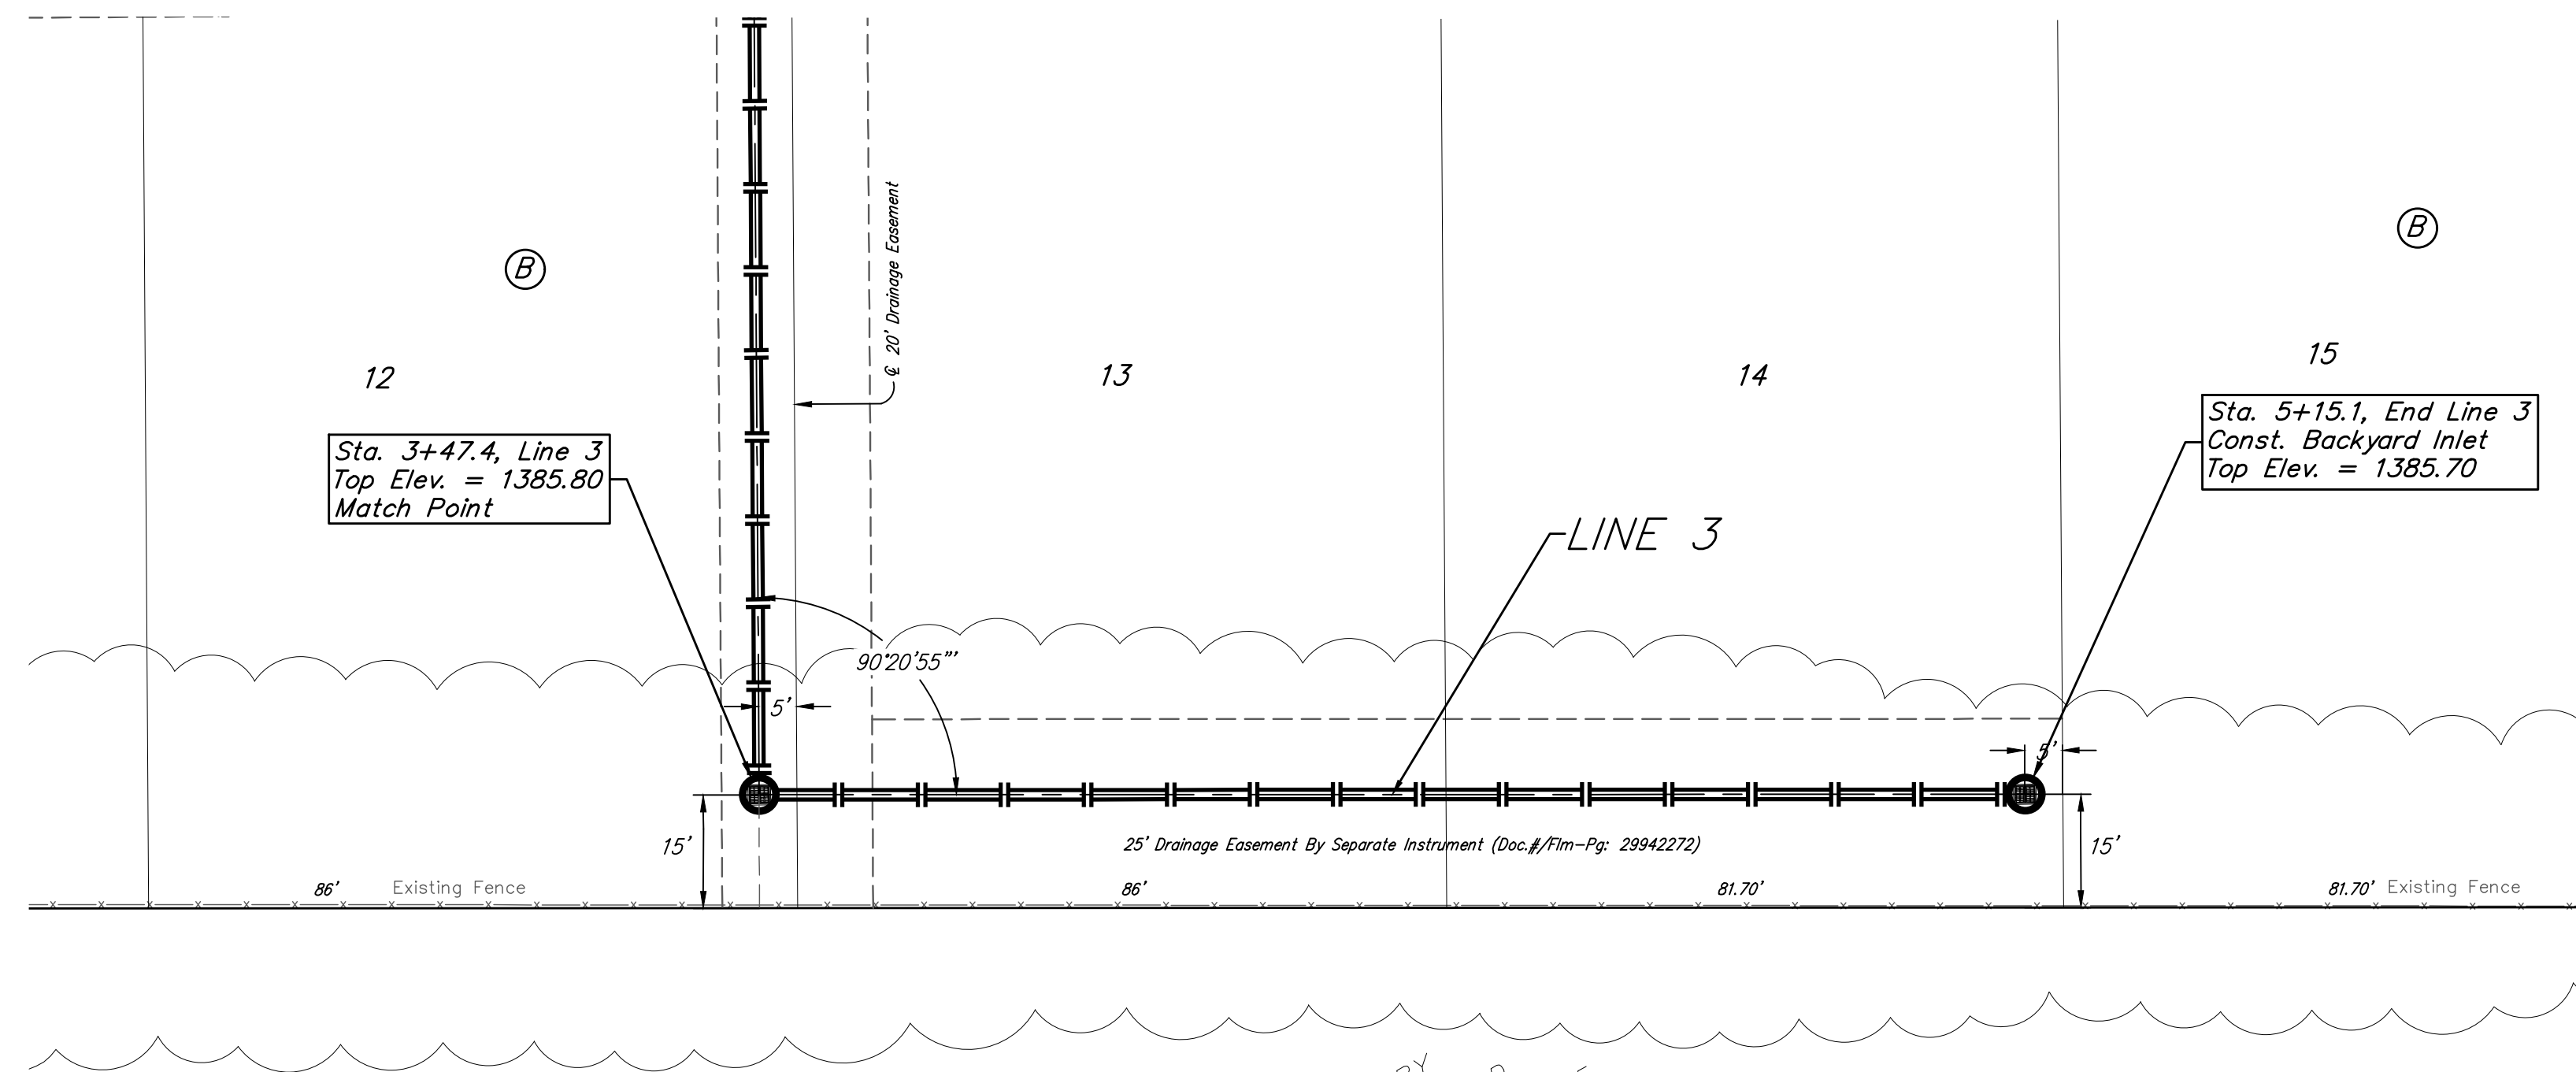 B
B
℄ 20' Drainage Easement
12
13
14
15
Sta. 3+47.4, Line 3
Top Elev. = 1385.80
Match Point
Sta. 5+15.1, End Line 3
Const. Backyard Inlet
Top Elev. = 1385.70
LINE 3
90°20'55"'
5'
5'
15'
15'
25' Drainage Easement By Separate Instrument (Doc.#/Flm-Pg: 29942272)
86'
Existing Fence
86'
81.70'
81.70'
Existing Fence